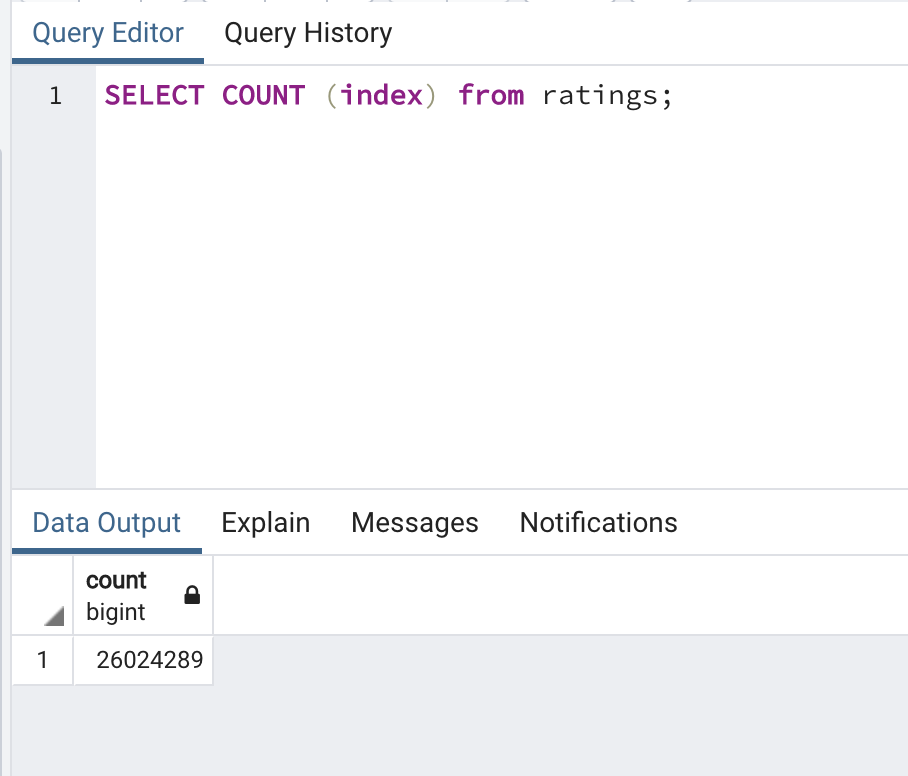 Query Editor Query History
1 SELECT COUNT (index) from ratings;
Data Output Explain Messages Notifications
count
bigint
1 26024289